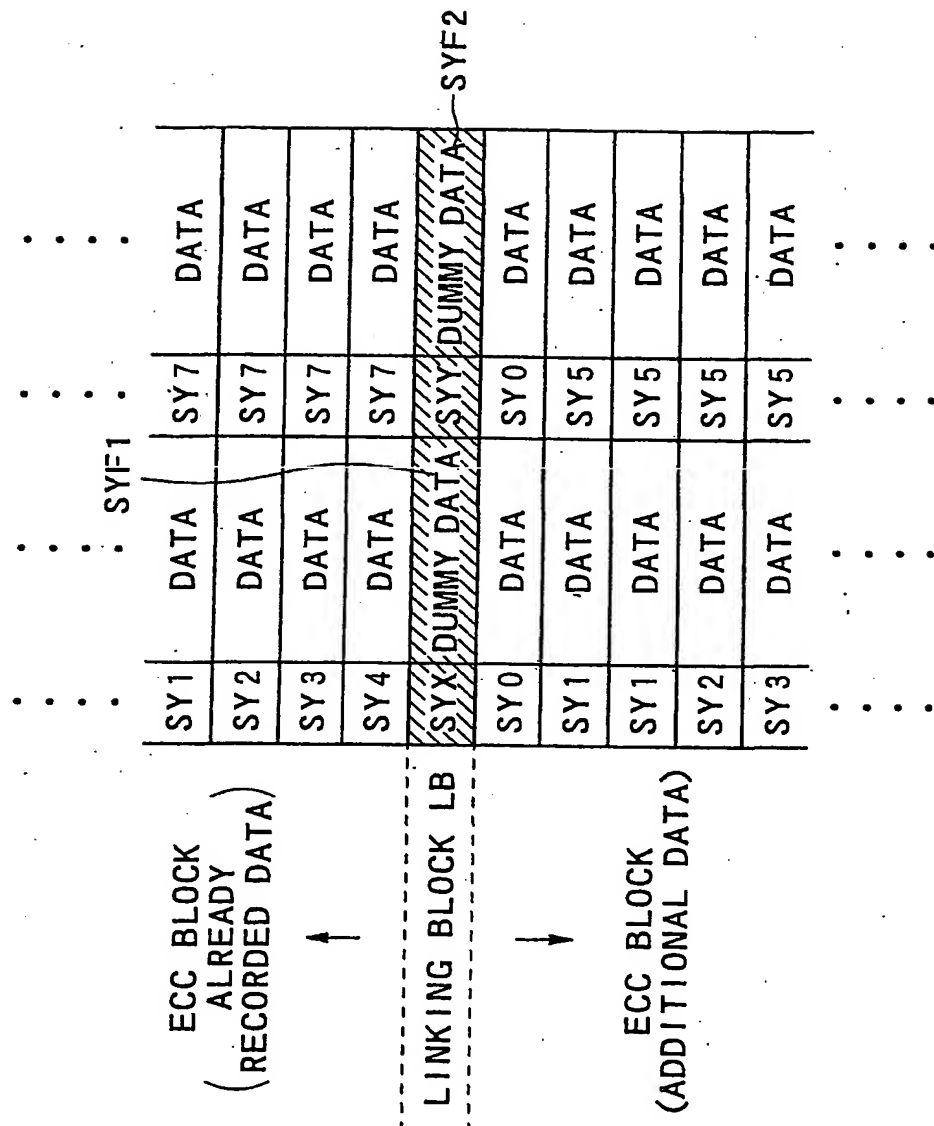 SYF1
SYF2
SY1 DATA SY7 DATA
SY2 DATA SY7 DATA
SY3 DATA SY7 DATA
SY4 DATA SY7 DATA
SYX DUMMY DATA SYY DUMMY DATA
SY0 DATA SY0 DATA
SY1 DATA SY5 DATA
SY1 DATA SY5 DATA
SY2 DATA SY5 DATA
SY3 DATA SY5 DATA
ECC BLOCK
(ALREADY
RECORDED DATA)
LINKING BLOCK LB
ECC BLOCK
(ADDITIONAL DATA)